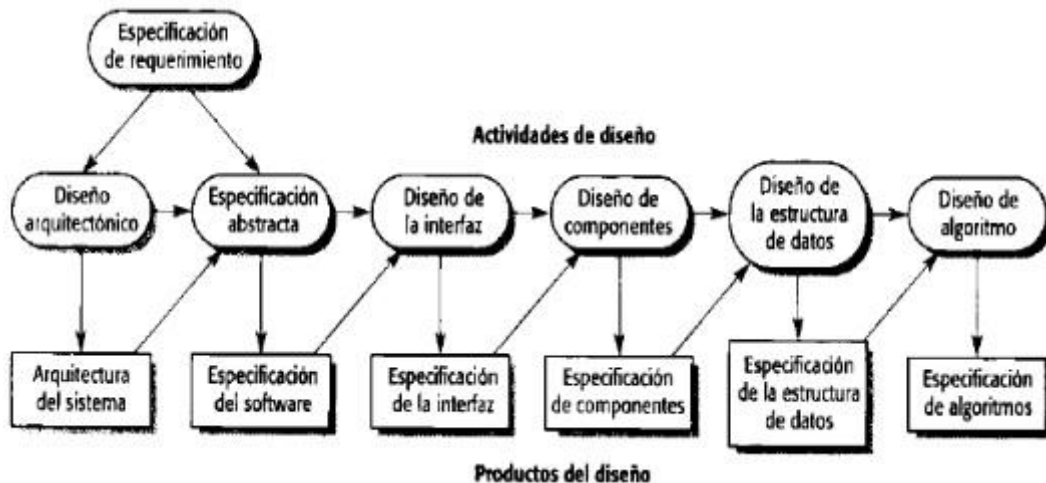 Especificación
de requerimiento
Actividades de diseño
Diseño
arquitectónico
Especificación
abstracta
Diseño de
la interfaz
Diseño de
componentes
Diseño de
la estructura
de datos
Diseño de
algoritmo
Arquitectura
del sistema
Especificación
del software
Especificación
de la interfaz
Especificación
de componentes
Especificación
de la estructura
de datos
Especificación
de algoritmos
Productos del diseño